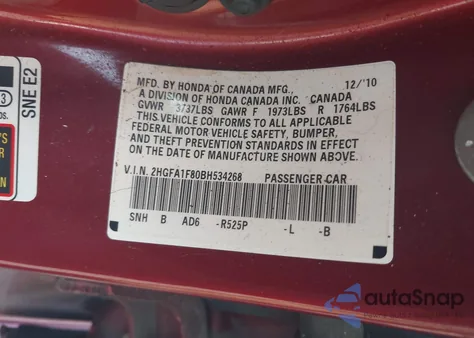 MFD. BY HONDA OF CANADA MFG., 12/'10
A DIVISION OF HONDA CANADA INC. CANADA
GVWR 3737LBS GAWR F 1973LBS R 1764LBS
THIS VEHICLE CONFORMS TO ALL APPLICABLE
FEDERAL MOTOR VEHICLE SAFETY, BUMPER,
AND THEFT PREVENTION STANDARDS IN EFFECT
ON THE DATE OF MANUFACTURE SHOWN ABOVE.
V.I.N. 2HGFA1F80BH534268 PASSENGER CAR
SNH B AD6 -R525P -L -B
SNE E2
3
autoSnap